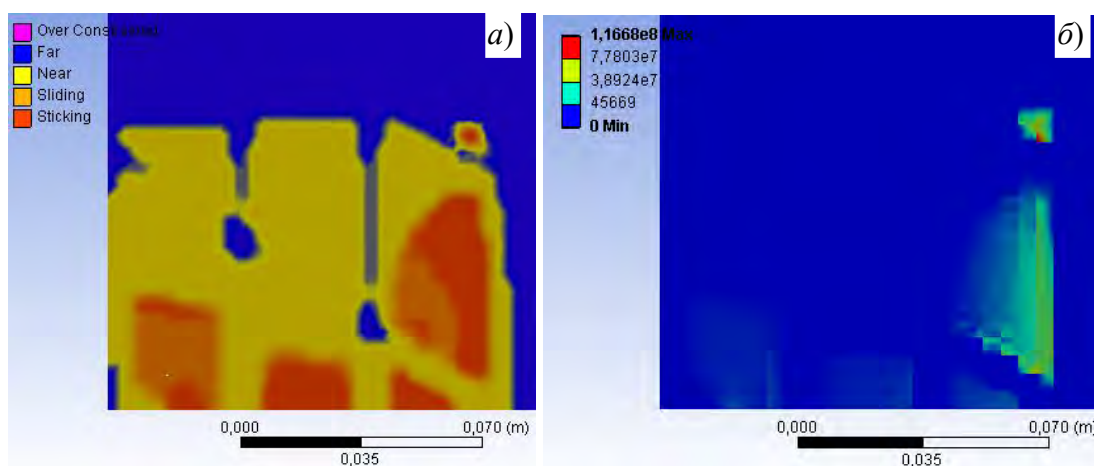 Over Constrained
Far
Near
Sliding
Sticking
а)
0,000
0,070 (m)
0,035
1,1668e8 Max
7,7803e7
3,8924e7
45669
0 Min
б)
0,000
0,070 (m)
0,035